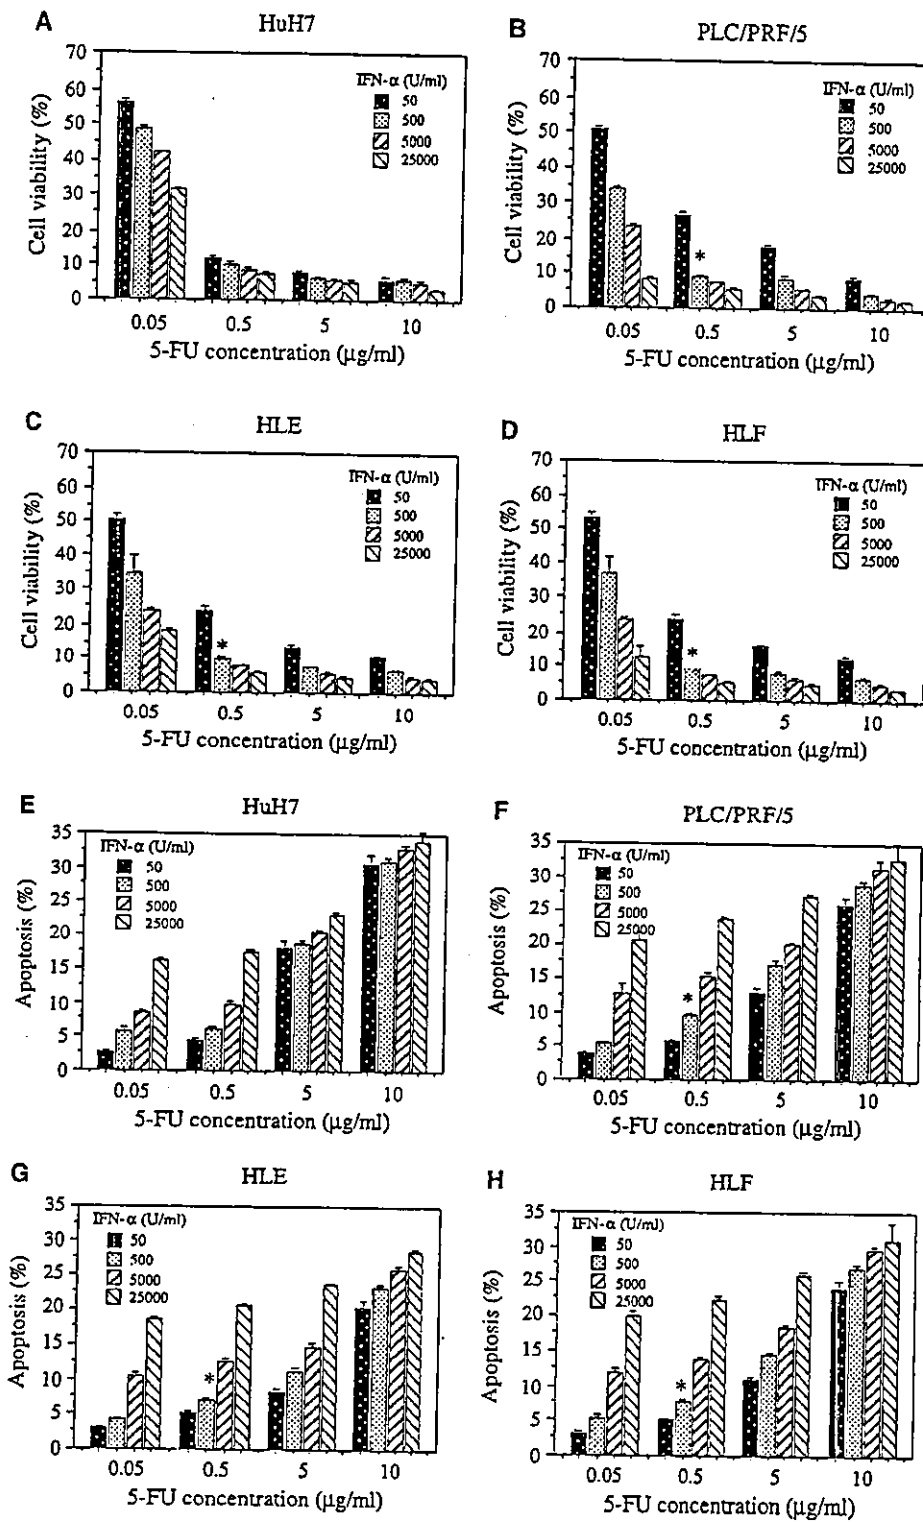 A
HuH7
70
60
50
40
30
20
10
0
Cell viability (%)
IFN-α (U/ml)
50
500
5000
25000
0.05 0.5 5 10
5-FU concentration (µg/ml)
B
PLC/PRF/5
70
60
50
40
30
20
10
0
Cell viability (%)
IFN-α (U/ml)
50
500
5000
25000
*
0.05 0.5 5 10
5-FU concentration (µg/ml)
C
HLE
70
60
50
40
30
20
10
0
Cell viability (%)
IFN-α (U/ml)
50
500
5000
25000
*
0.05 0.5 5 10
5-FU concentration (µg/ml)
D
HLF
70
60
50
40
30
20
10
0
Cell viability (%)
IFN-α (U/ml)
50
500
5000
25000
*
0.05 0.5 5 10
5-FU concentration (µg/ml)
E
HuH7
35
30
25
20
15
10
5
0
Apoptosis (%)
IFN-α (U/ml)
50
500
5000
25000
0.05 0.5 5 10
5-FU concentration (µg/ml)
F
PLC/PRF/5
35
30
25
20
15
10
5
0
Apoptosis (%)
IFN-α (U/ml)
50
500
5000
25000
*
0.05 0.5 5 10
5-FU concentration (µg/ml)
G
HLE
35
30
25
20
15
10
5
0
Apoptosis (%)
IFN-α (U/ml)
50
500
5000
25000
*
0.05 0.5 5 10
5-FU concentration (µg/ml)
H
HLF
35
30
25
20
15
10
5
0
Apoptosis (%)
IFN-α (U/ml)
50
500
5000
25000
*
0.05 0.5 5 10
5-FU concentration (µg/ml)